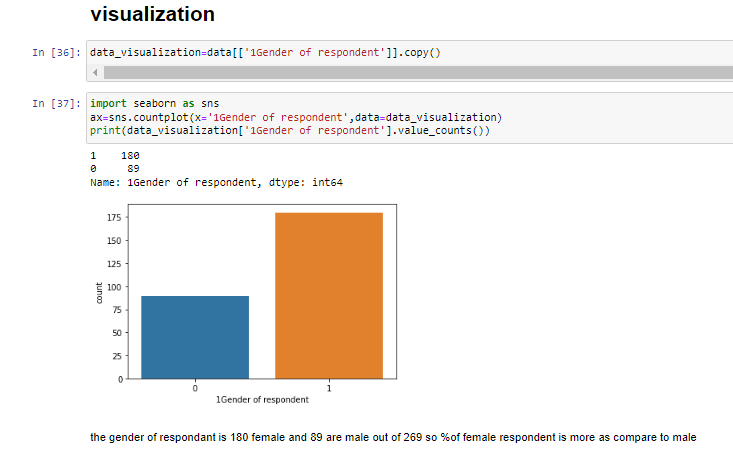 visualization
In [36]: data_visualization=data[['1Gender of respondent']].copy()
In [37]: import seaborn as sns
ax=sns.countplot(x='1Gender of respondent',data=data_visualization)
print(data_visualization['1Gender of respondent'].value_counts())
1    180
0     89
Name: 1Gender of respondent, dtype: int64
175
150
125
100
75
50
25
0
count
0 1
1Gender of respondent
the gender of respondant is 180 female and 89 are male out of 269 so %of female respondent is more as compare to male